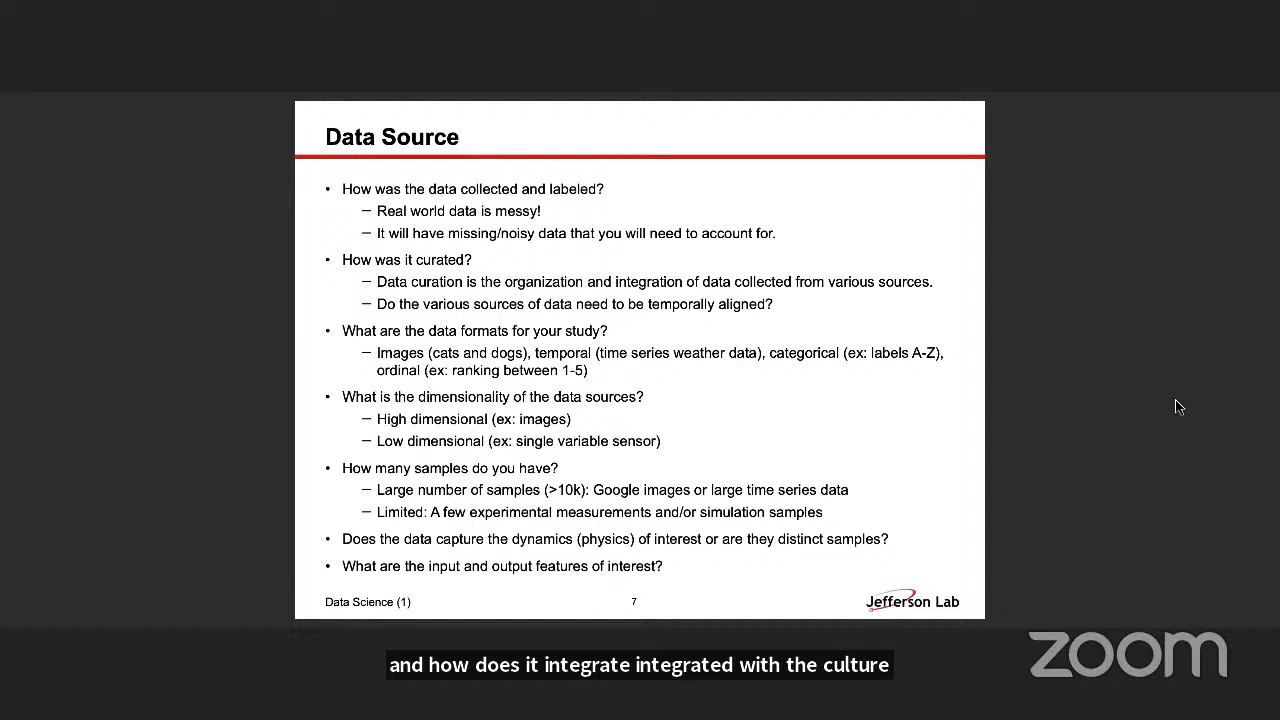 Data Source
• How was the data collected and labeled?
– Real world data is messy!
– It will have missing/noisy data that you will need to account for.
• How was it curated?
– Data curation is the organization and integration of data collected from various sources.
– Do the various sources of data need to be temporally aligned?
• What are the data formats for your study?
– Images (cats and dogs), temporal (time series weather data), categorical (ex: labels A-Z),
ordinal (ex: ranking between 1-5)
• What is the dimensionality of the data sources?
– High dimensional (ex: images)
– Low dimensional (ex: single variable sensor)
• How many samples do you have?
– Large number of samples (>10k): Google images or large time series data
– Limited: A few experimental measurements and/or simulation samples
• Does the data capture the dynamics (physics) of interest or are they distinct samples?
• What are the input and output features of interest?
Data Science (1)
7
Jefferson Lab
and how does it integrate integrated with the culture
zoom